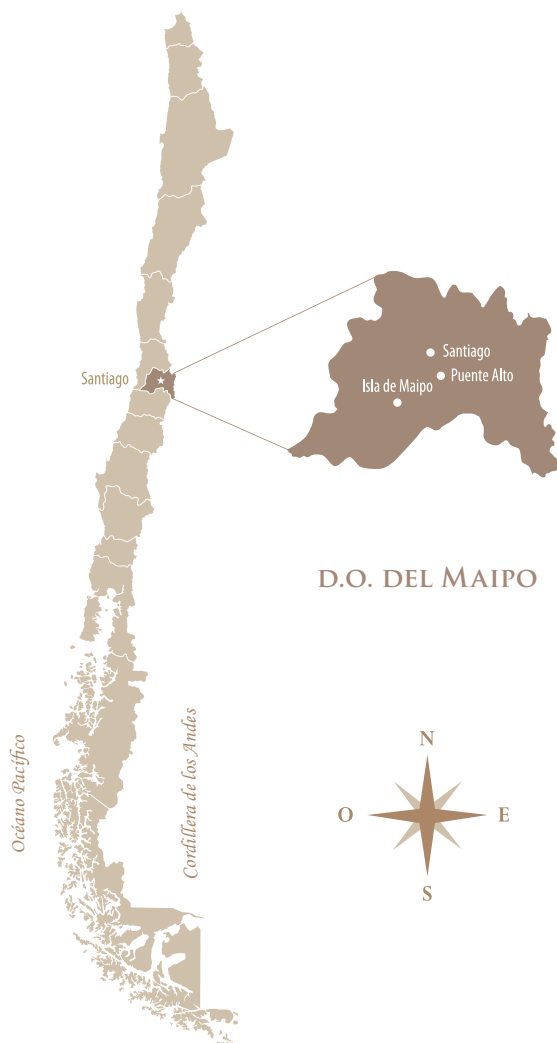 Santiago
Santiago
Puente Alto
Isla de Maipo
D.O. DEL MAIPO
Océano Pacífico
Cordillera de los Andes
N
O
E
S